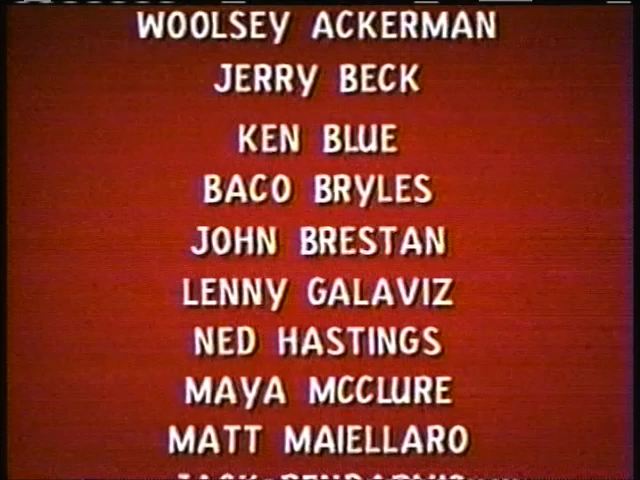 WOOLSEY ACKERMAN
JERRY BECK
KEN BLUE
BACO BRYLES
JOHN BRESTAN
LENNY GALAVIZ
NED HASTINGS
MAYA MCCLURE
MATT MAIELLARO